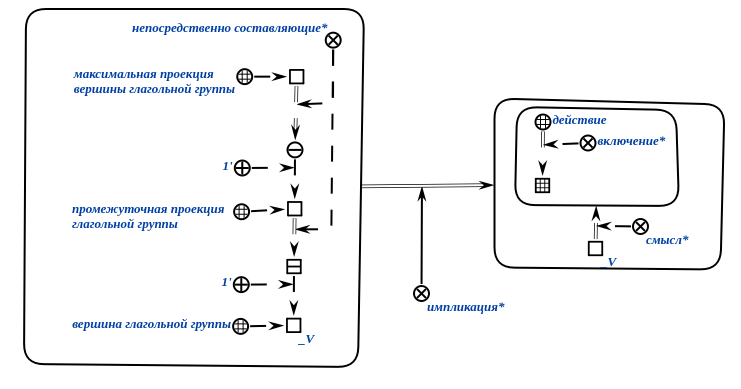 непосредственно составляющие*
максимальная проекция
вершины глагольной группы
1'
промежуточная проекция
глагольной группы
1'
вершина глагольной группы
_V
действие
включение*
смысл*
_V
импликация*